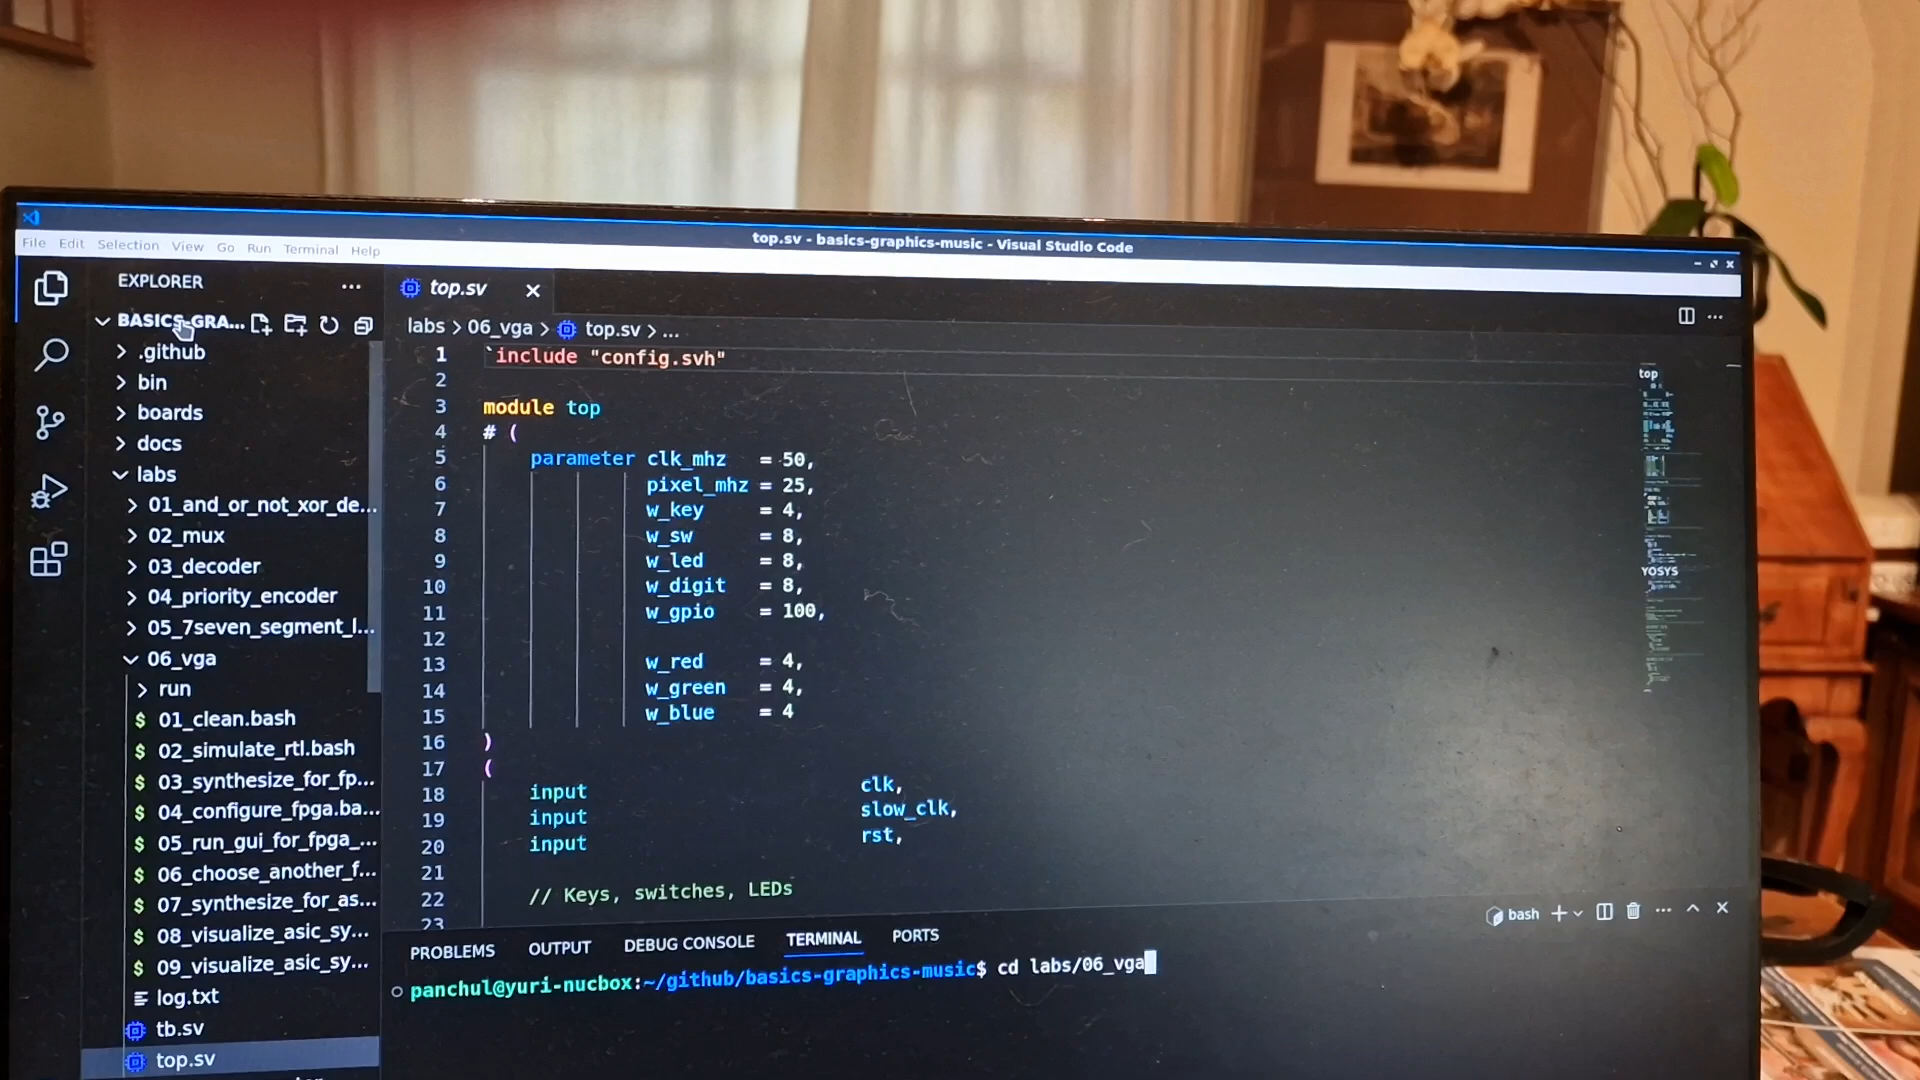 top.sv - basics-graphics-music - Visual Studio Code
File Edit Selection View Go Run Terminal Help
EXPLORER
BASICS-GRA...
.github
bin
boards
docs
labs
01_and_or_not_xor_de...
02_mux
03_decoder
04_priority_encoder
05_7seven_segment_l...
06_vga
run
$ 01_clean.bash
$ 02_simulate_rtl.bash
$ 03_synthesize_for_fp...
$ 04_configure_fpga.ba...
$ 05_run_gui_for_fpga_...
$ 06_choose_another_f...
$ 07_synthesize_for_as...
$ 08_visualize_asic_sy...
$ 09_visualize_asic_sy...
log.txt
tb.sv
top.sv
top.sv
labs > 06_vga > top.sv > ...
1 `include "config.svh"
2
3 module top
4 # (
5 parameter clk_mhz = 50,
6 pixel_mhz = 25,
7 w_key = 4,
8 w_sw = 8,
9 w_led = 8,
10 w_digit = 8,
11 w_gpio = 100,
12
13 w_red = 4,
14 w_green = 4,
15 w_blue = 4
16 )
17 (
18 input clk,
19 input slow_clk,
20 input rst,
21
22 // Keys, switches, LEDs
23
top
YOSYS
PROBLEMS OUTPUT DEBUG CONSOLE TERMINAL PORTS
bash
panchul@yuri-nucbox:~/github/basics-graphics-music$ cd labs/06_vga